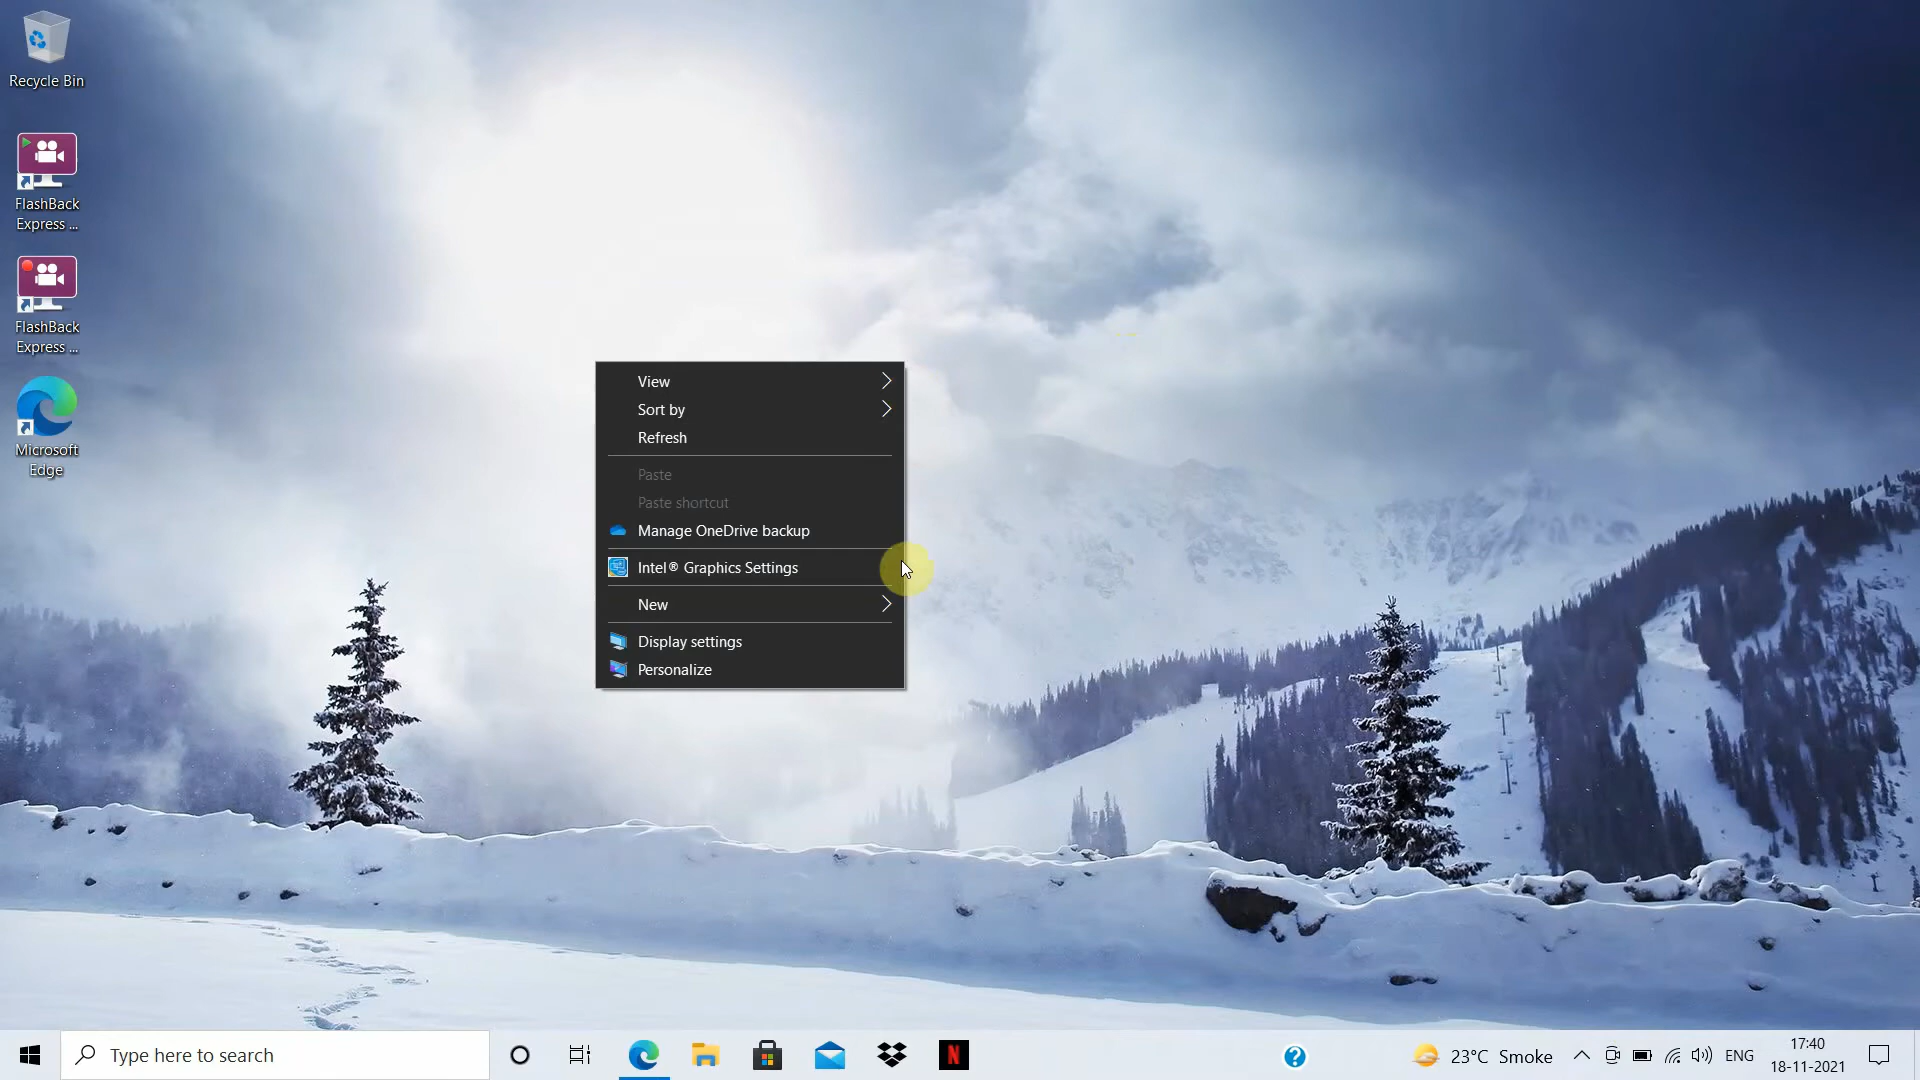 Recycle Bin
FlashBack
Express ...
FlashBack
Express ...
Microsoft
Edge
View
Sort by
Refresh
Paste
Paste shortcut
Manage OneDrive backup
Intel® Graphics Settings
New
Display settings
Personalize
Type here to search
N
?
23°C Smoke
ENG
17:40
18-11-2021